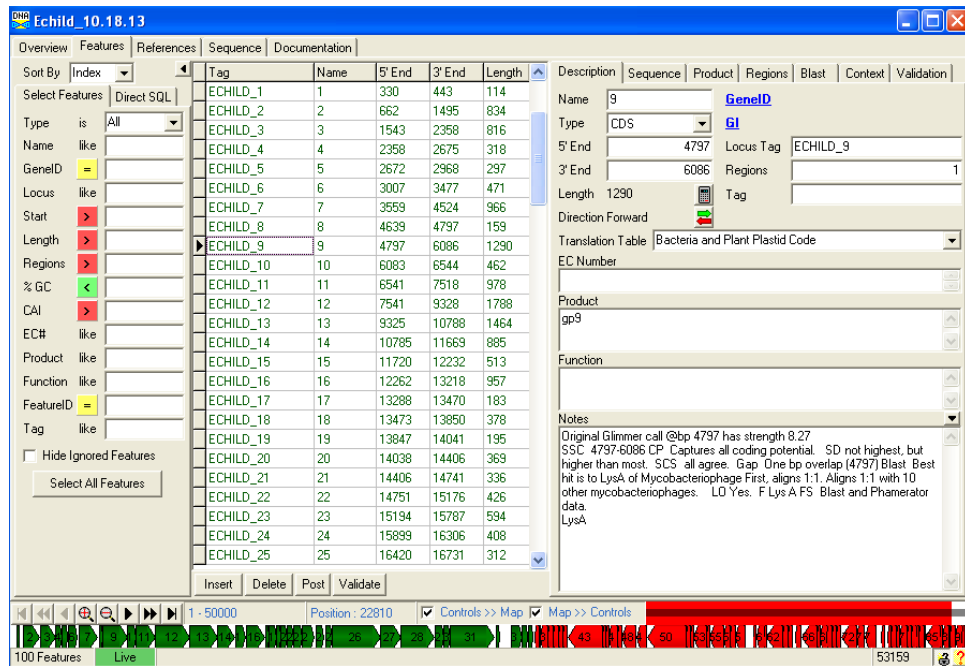 DNA Echild_10.18.13
Overview Features References Sequence Documentation
Sort By Index
Select Features Direct SQL
Type is All
Name like
GeneID =
Locus like
Start >
Length >
Regions >
% GC <
CAI >
EC# like
Product like
Function like
FeatureID =
Tag like
Hide Ignored Features
Select All Features
Tag Name 5' End 3' End Length
ECHILD_1 1 330 443 114
ECHILD_2 2 662 1495 834
ECHILD_3 3 1543 2358 816
ECHILD_4 4 2358 2675 318
ECHILD_5 5 2672 2968 297
ECHILD_6 6 3007 3477 471
ECHILD_7 7 3559 4524 966
ECHILD_8 8 4639 4797 159
ECHILD_9 9 4797 6086 1290
ECHILD_10 10 6083 6544 462
ECHILD_11 11 6541 7518 978
ECHILD_12 12 7541 9328 1788
ECHILD_13 13 9325 10788 1464
ECHILD_14 14 10785 11669 885
ECHILD_15 15 11720 12232 513
ECHILD_16 16 12262 13218 957
ECHILD_17 17 13288 13470 183
ECHILD_18 18 13473 13850 378
ECHILD_19 19 13847 14041 195
ECHILD_20 20 14038 14406 369
ECHILD_21 21 14406 14741 336
ECHILD_22 22 14751 15176 426
ECHILD_23 23 15194 15787 594
ECHILD_24 24 15899 16306 408
ECHILD_25 25 16420 16731 312
Insert Delete Post Validate
Description Sequence Product Regions Blast Context Validation
Name 9 GeneID
Type CDS GI
5' End 4797 Locus Tag ECHILD_9
3' End 6086 Regions 1
Length 1290 Tag
Direction Forward
Translation Table Bacteria and Plant Plastid Code
EC Number
Product
gp9
Function
Notes
Original Glimmer call @bp 4797 has strength 8.27
SSC 4797-6086 CP Captures all coding potential. SD not highest, but
higher than most. SCS all agree. Gap One bp overlap (4797) Blast Best
hit is to LysA of Mycobacteriophage First, aligns 1:1. Aligns 1:1 with 10
other mycobacteriophages. LO Yes. F Lys A FS Blast and Phamerator
data.
LysA
1 - 50000 Position : 22810 Controls >> Map Map >> Controls
9 12 13 26 27 28 31 43 50
100 Features Live 53159 ?